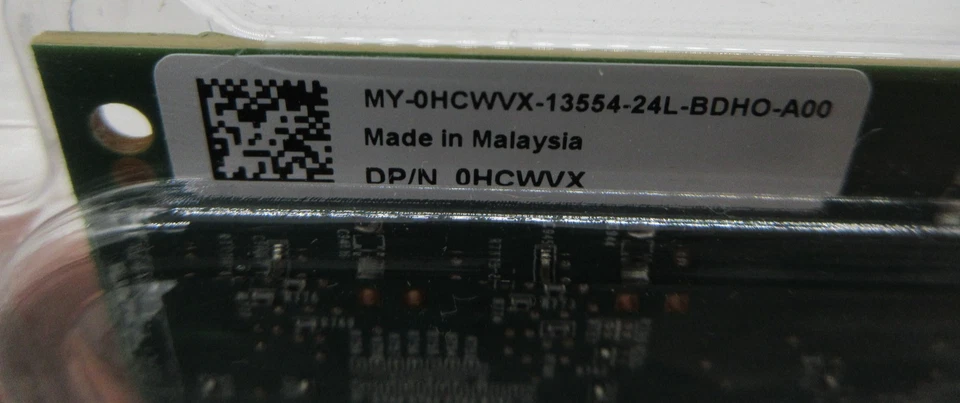 MY-0HCWVX-13554-24L-BDHO-A00
Made in Malaysia
DP/N 0HCWVX